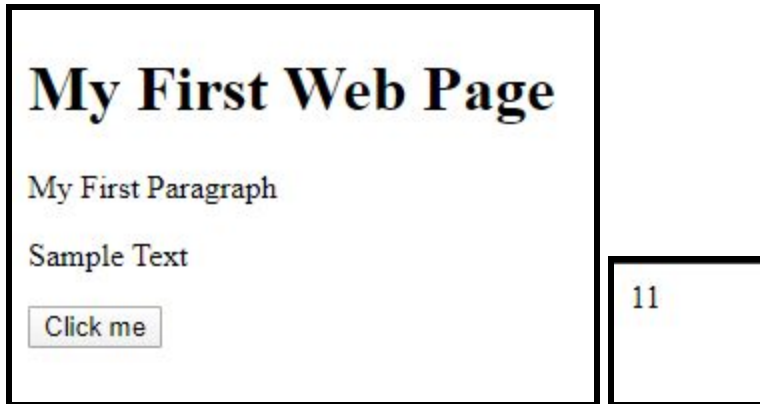 My First Web Page
My First Paragraph
Sample Text
Click me
11